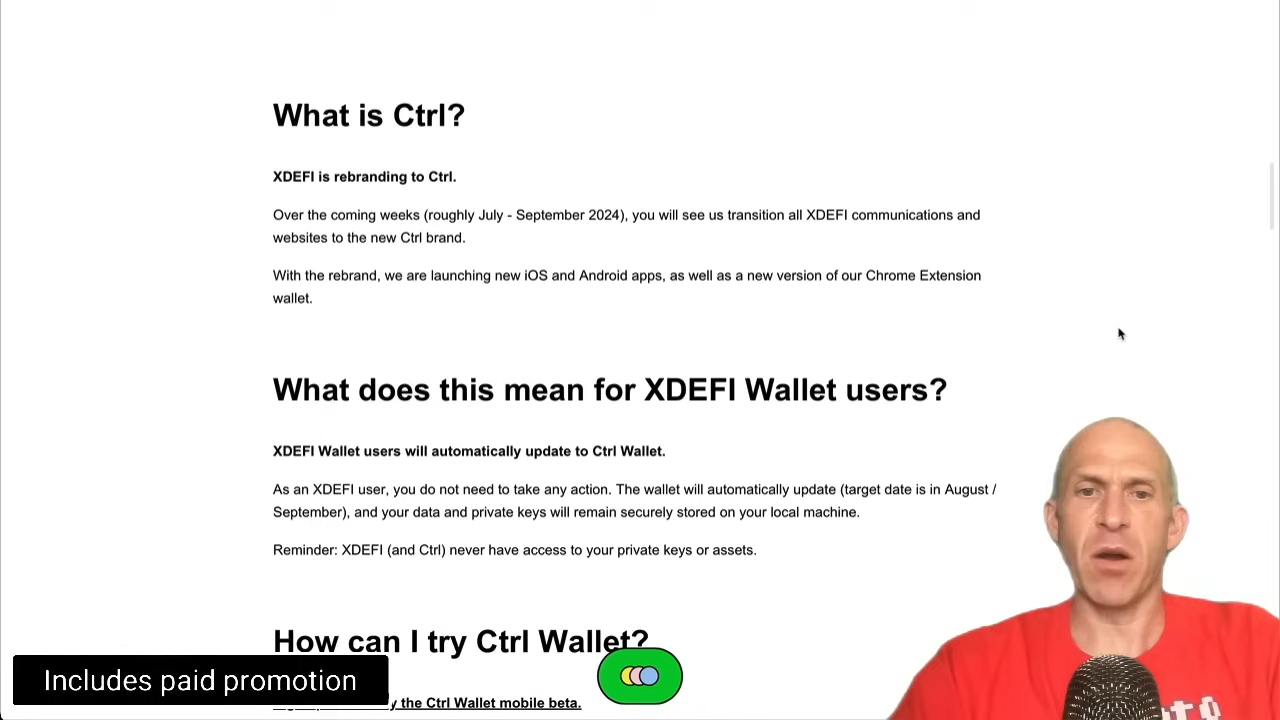 What is Ctrl?
XDEFI is rebranding to Ctrl.
Over the coming weeks (roughly July - September 2024), you will see us transition all XDEFI communications and
websites to the new Ctrl brand.
With the rebrand, we are launching new iOS and Android apps, as well as a new version of our Chrome Extension
wallet.
What does this mean for XDEFI Wallet users?
XDEFI Wallet users will automatically update to Ctrl Wallet.
As an XDEFI user, you do not need to take any action. The wallet will automatically update (target date is in August /
September), and your data and private keys will remain securely stored on your local machine.
Reminder: XDEFI (and Ctrl) never have access to your private keys or assets.
How can I try Ctrl Wallet?
Includes paid promotion
the Ctrl Wallet mobile beta.